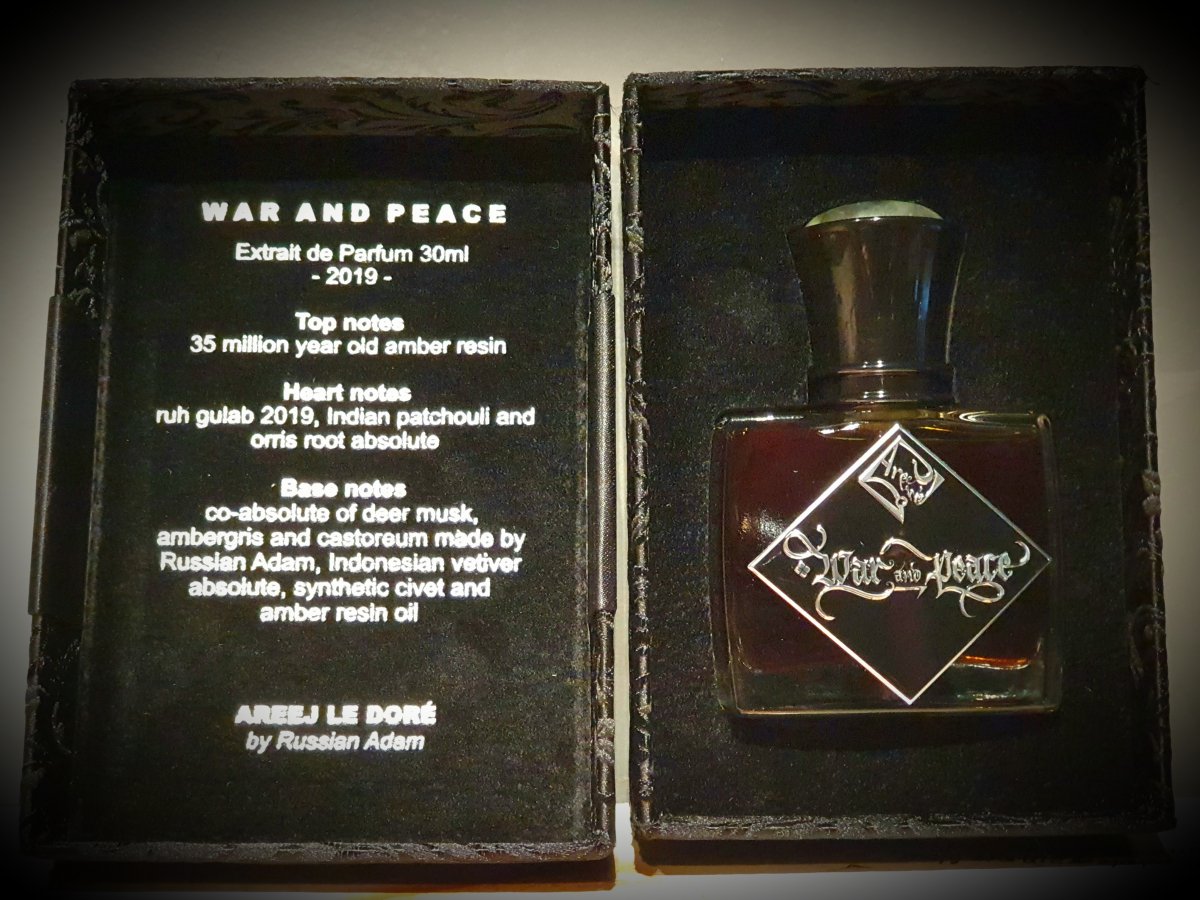 WAR AND PEACE
Extrait de Parfum 30ml
- 2019 -
Top notes
35 million year old amber resin
Heart notes
ruh gulab 2019, Indian patchouli and
orris root absolute
Base notes
co-absolute of deer musk,
ambergris and castoreum made by
Russian Adam, Indonesian vetiver
absolute, synthetic civet and
amber resin oil
AREEJ LE DORÉ
by Russian Adam
Areej
Le Doré
War and Peace